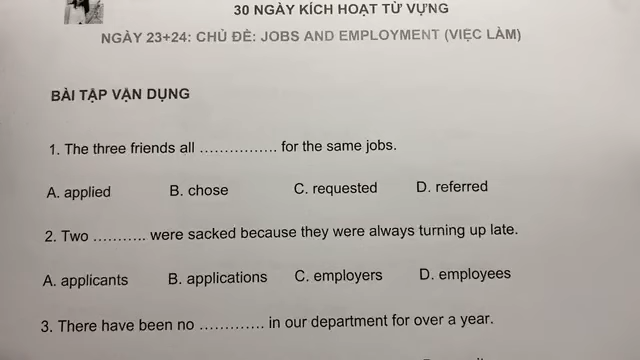 30 NGÀY KÍCH HOẠT TỪ VỰNG
NGÀY 23+24: CHỦ ĐỀ: JOBS AND EMPLOYMENT (VIỆC LÀM)
BÀI TẬP VẬN DỤNG
1. The three friends all ............... for the same jobs.
A. applied B. chose C. requested D. referred
2. Two ........... were sacked because they were always turning up late.
A. applicants B. applications C. employers D. employees
3. There have been no ............. in our department for over a year.